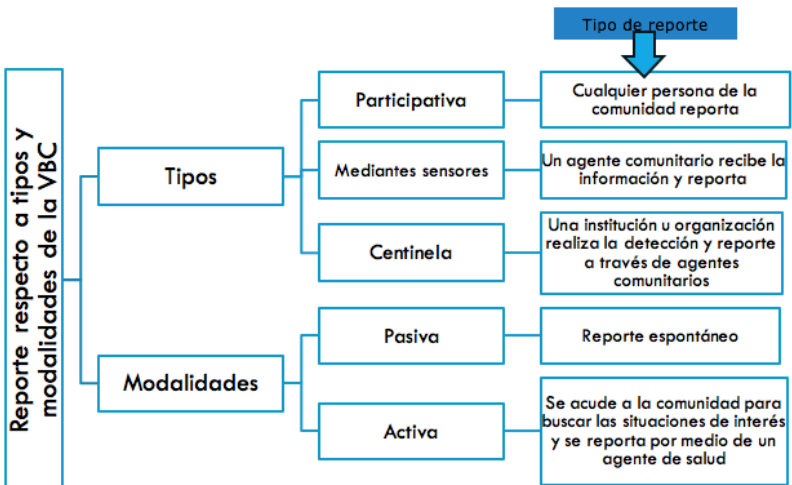 Tipo de reporte
Reporte respecto a tipos y
modalidades de la VBC
Tipos
Participativa
Cualquier persona de la
comunidad reporta
Mediantes sensores
Un agente comunitario recibe la
información y reporta
Centinela
Una institución u organización
realiza la detección y reporte
a través de agentes
comunitarios
Modalidades
Pasiva
Reporte espontáneo
Activa
Se acude a la comunidad para
buscar las situaciones de interés
y se reporta por medio de un
agente de salud